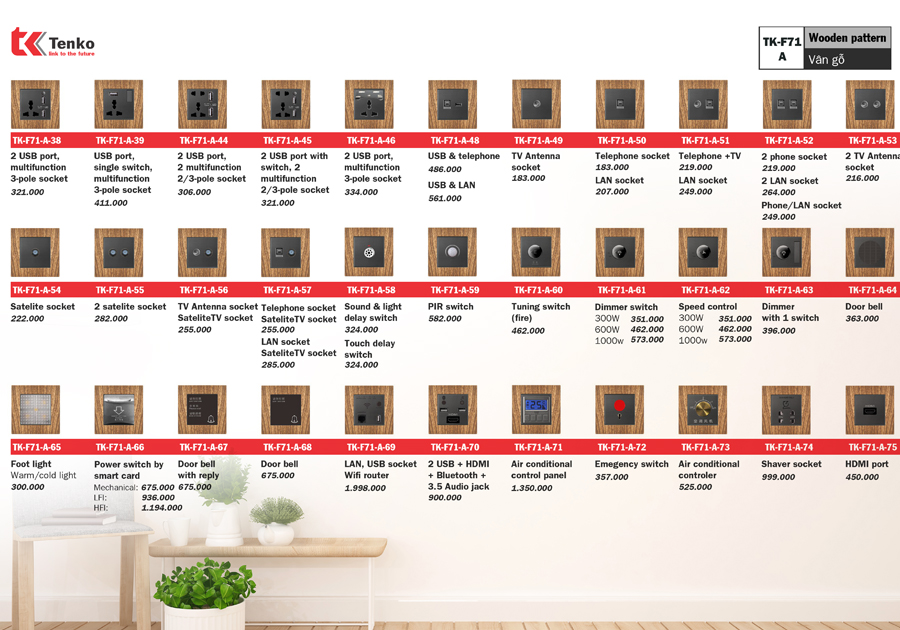 Tenko
link to the future
TK-F71
A
Wooden pattern
Vân gỗ
TK-F71-A-38
2 USB port,
multifunction
3-pole socket
321.000
TK-F71-A-39
USB port,
single switch,
multifunction
3-pole socket
411.000
TK-F71-A-44
2 USB port,
2 multifunction
2/3-pole socket
306.000
TK-F71-A-45
2 USB port with
switch, 2
multifunction
2/3-pole socket
321.000
TK-F71-A-46
2 USB port,
multifunction
3-pole socket
334.000
TK-F71-A-48
USB & telephone
486.000
USB & LAN
561.000
TK-F71-A-49
TV Antenna
socket
183.000
TK-F71-A-50
Telephone socket
183.000
LAN socket
207.000
TK-F71-A-51
Telephone +TV
219.000
LAN socket
249.000
TK-F71-A-52
2 phone socket
219.000
2 LAN socket
264.000
Phone/LAN socket
249.000
TK-F71-A-53
2 TV Antenna
socket
216.000
TK-F71-A-54
Satelite socket
222.000
TK-F71-A-55
2 satelite socket
282.000
TK-F71-A-56
TV Antenna socket
SateliteTV socket
255.000
TK-F71-A-57
Telephone socket
SateliteTV socket
255.000
LAN socket
SateliteTV socket
285.000
TK-F71-A-58
Sound & light
delay switch
324.000
Touch delay
switch
324.000
TK-F71-A-59
PIR switch
582.000
TK-F71-A-60
Tuning switch
(fire)
462.000
TK-F71-A-61
Dimmer switch
300W 351.000
600W 462.000
1000w 573.000
TK-F71-A-62
Speed control
300W 351.000
600W 462.000
1000w 573.000
TK-F71-A-63
Dimmer
with 1 switch
396.000
TK-F71-A-64
Door bell
363.000
TK-F71-A-65
Foot light
Warm/cold light
300.000
TK-F71-A-66
Power switch by
smart card
Mechanical: 675.000
LFI: 936.000
HFI: 1.194.000
TK-F71-A-67
Door bell
with reply
675.000
TK-F71-A-68
Door bell
675.000
TK-F71-A-69
LAN, USB socket
Wifi router
1.998.000
TK-F71-A-70
2 USB + HDMI
+ Bluetooth +
3.5 Audio jack
900.000
TK-F71-A-71
Air conditional
control panel
1.350.000
TK-F71-A-72
Emegency switch
357.000
TK-F71-A-73
Air conditional
controler
525.000
TK-F71-A-74
Shaver socket
999.000
TK-F71-A-75
HDMI port
450.000